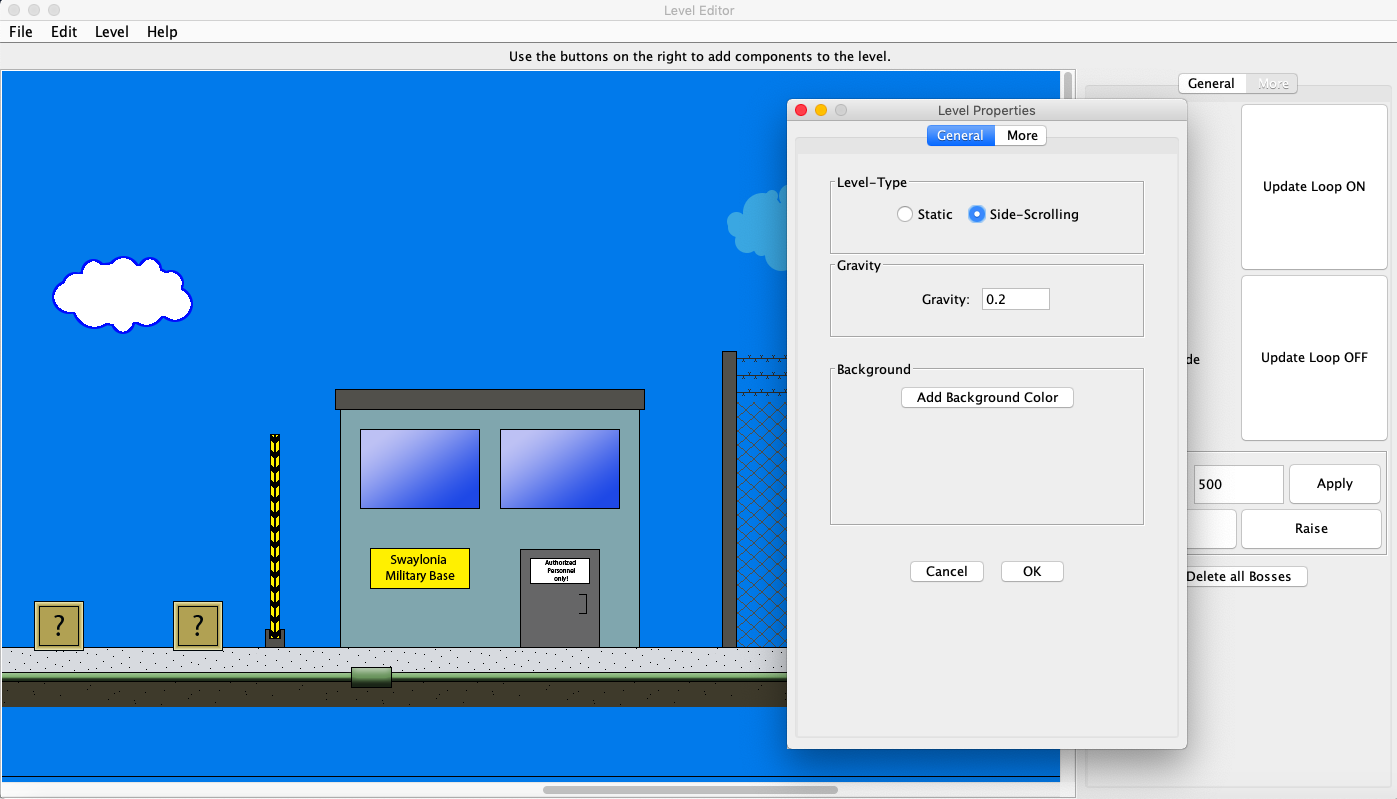 Level Editor
File Edit Level Help
Use the buttons on the right to add components to the level.
General More
Level Properties
General More
Level-Type
Static Side-Scrolling
Gravity
Gravity: 0.2
Background
Add Background Color
Cancel OK
Update Loop ON
de
Update Loop OFF
500 Apply
Raise
Delete all Bosses
Swaylonia
Military Base
Authorized
Personnel
only!
? ?